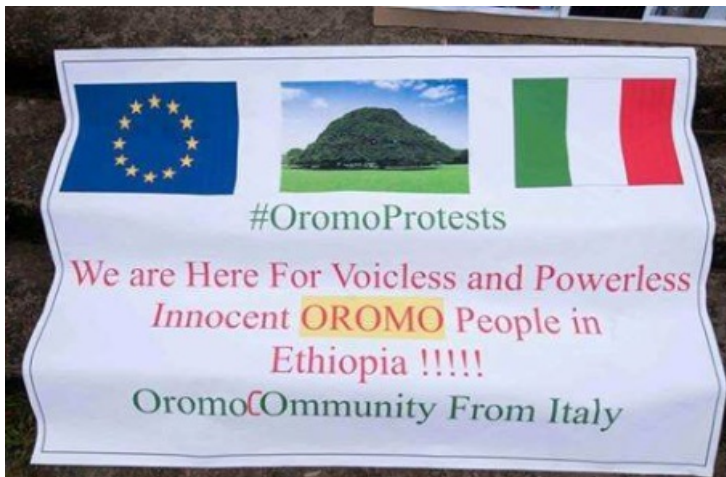 #OromoProtests
We are Here For Voicless and Powerless
Innocent OROMO People in
Ethiopia !!!!!
OromoCOmmunity From Italy